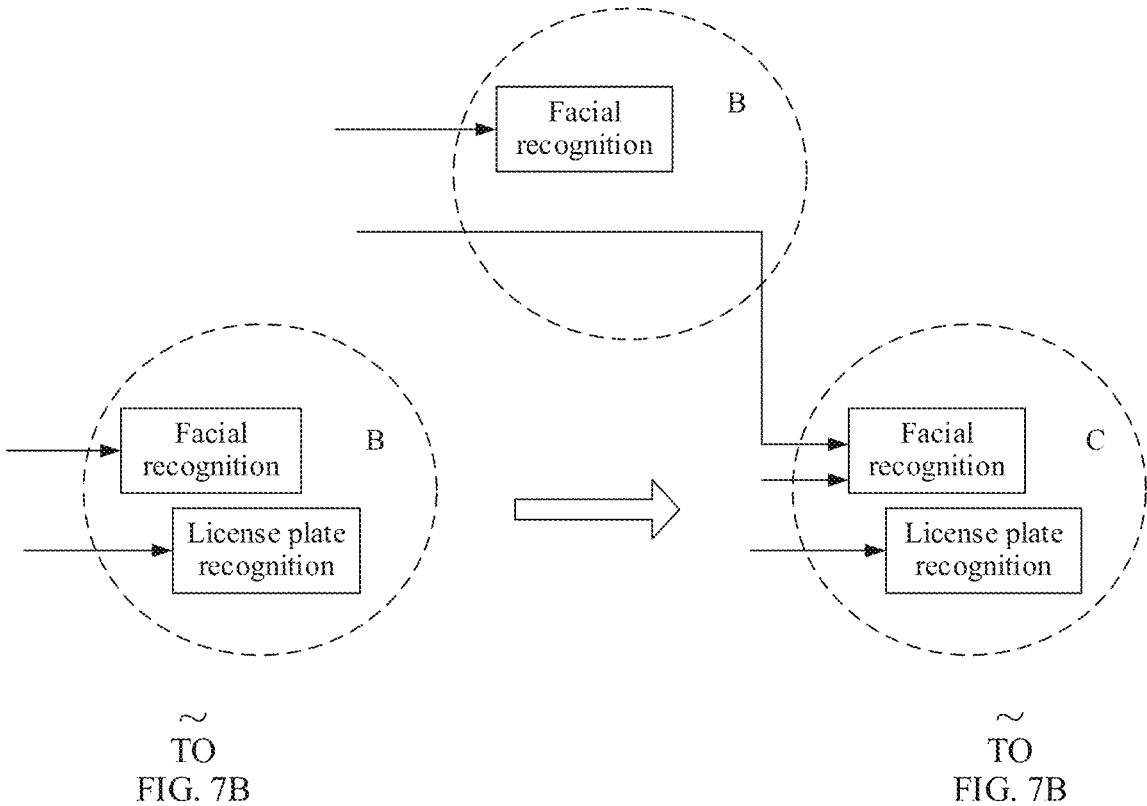 Facial
recognition
B
Facial
recognition
B
License plate
recognition
Facial
recognition
C
License plate
recognition
~
TO
FIG. 7B
~
TO
FIG. 7B